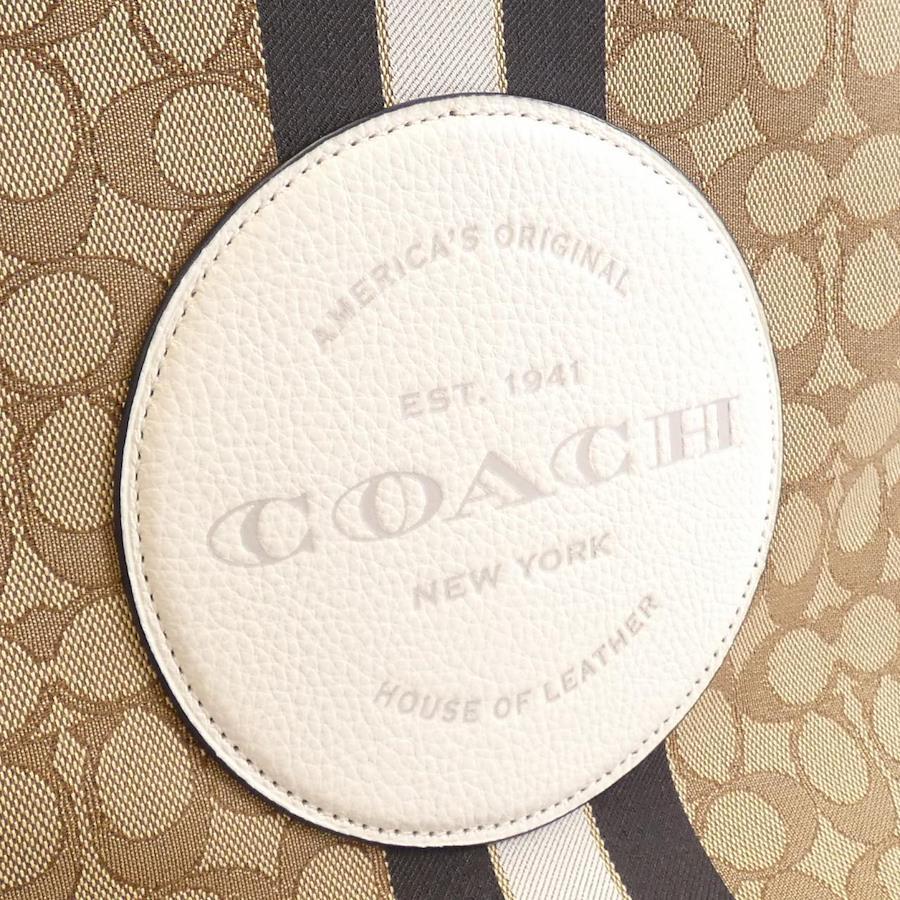 AMERICA'S ORIGINAL
EST. 1941
COACH
NEW YORK
HOUSE OF LEATHER